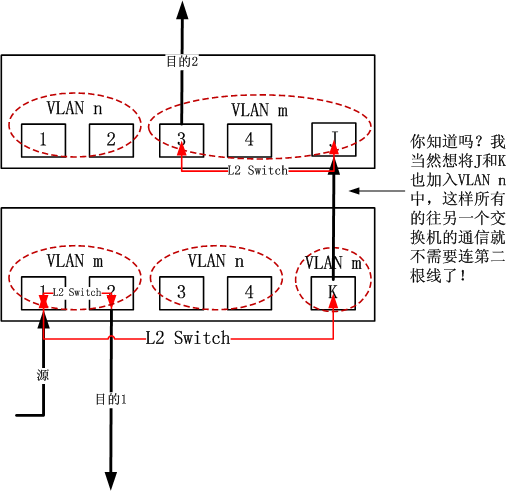 目的2
VLAN n
VLAN m
1
2
3
4
J
L2 Switch
你知道吗？我
当然想将J和K
也加入VLAN n
中，这样所有
的往另一个交
换机的通信就
不需要连第二
根线了！
VLAN m
VLAN n
VLAN m
1
L2 Switch
2
3
4
K
L2 Switch
源
目的1